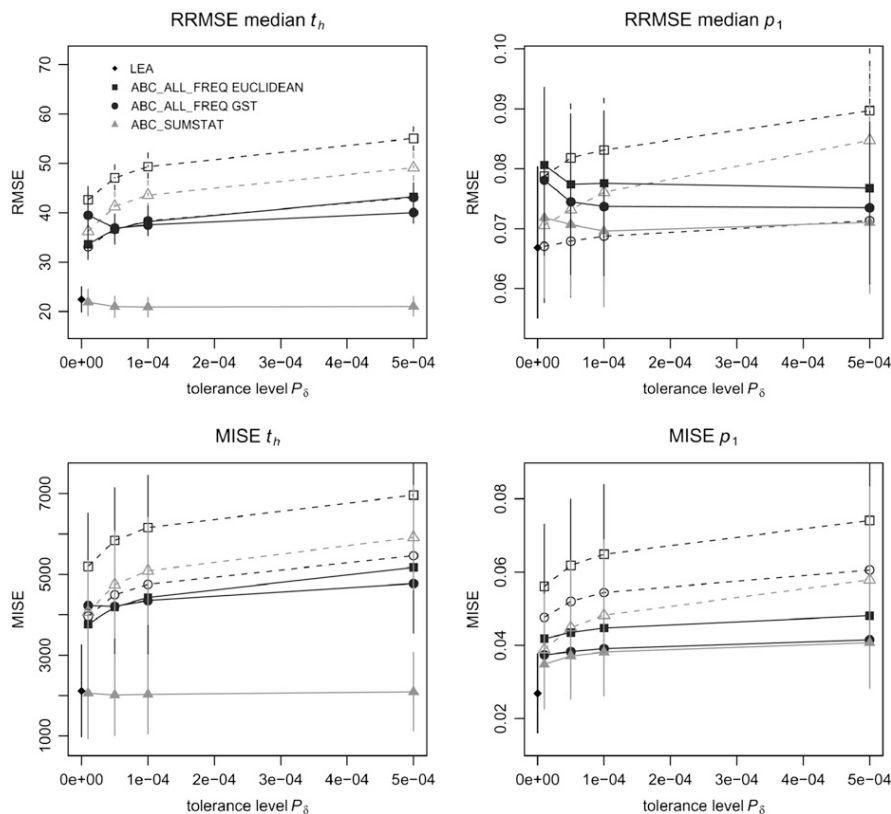 RRMSE median t_h
RMSE
70
60
50
40
30
20
LEA
ABC_ALL_FREQ EUCLIDEAN
ABC_ALL_FREQ GST
ABC_SUMSTAT
0e+00 1e-04 2e-04 3e-04 4e-04 5e-04
tolerance level P_δ
RRMSE median p_1
RMSE
0.10
0.09
0.08
0.07
0.06
0e+00 1e-04 2e-04 3e-04 4e-04 5e-04
tolerance level P_δ
MISE t_h
MISE
7000
5000
3000
1000
0e+00 1e-04 2e-04 3e-04 4e-04 5e-04
tolerance level P_δ
MISE p_1
MISE
0.08
0.06
0.04
0.02
0e+00 1e-04 2e-04 3e-04 4e-04 5e-04
tolerance level P_δ